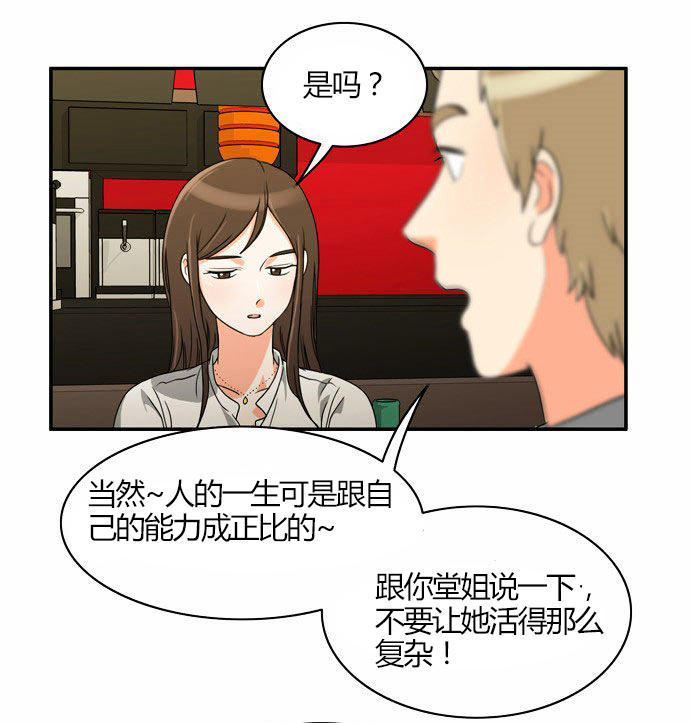 是吗？
当然~人的一生可是跟自
己的能力成正比的~
跟你堂姐说一下，
不要让她活得那么
复杂！